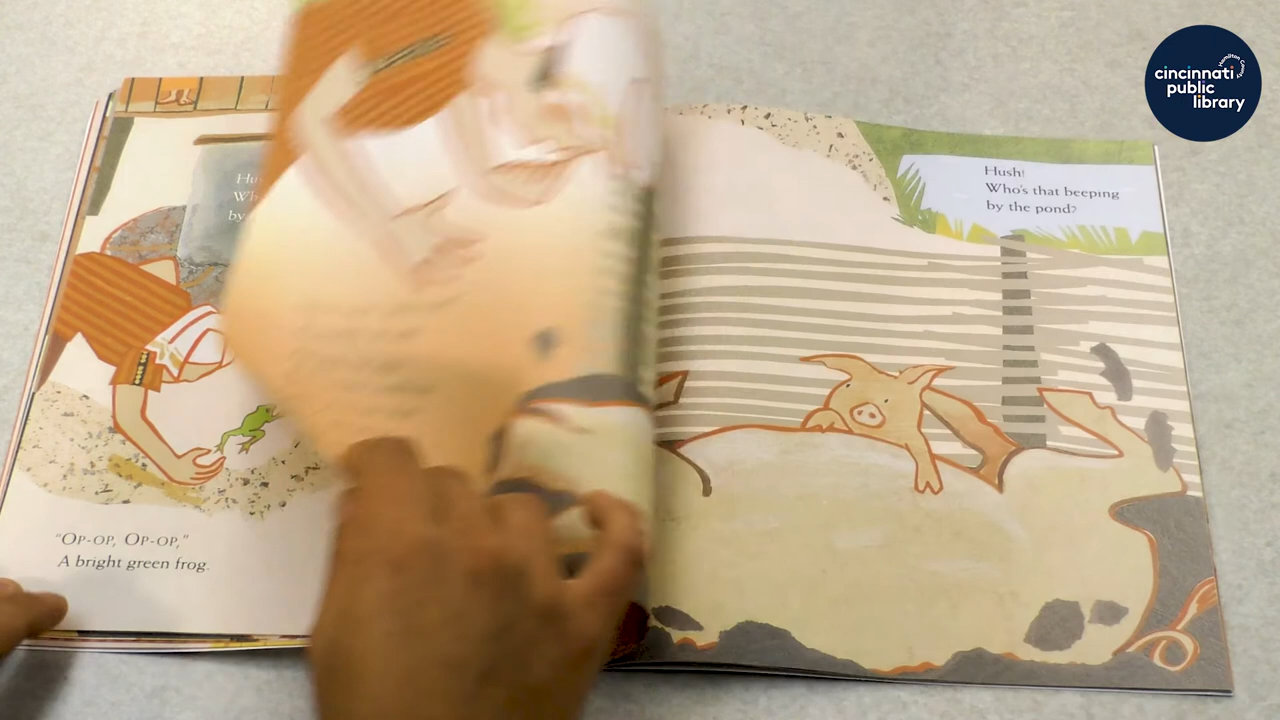 "OP-OP, OP-OP,"
A bright green frog.
Hush!
Who's that beeping
by the pond?
cincinnati
public
library